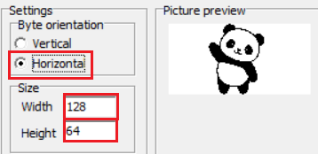 Settings
Byte orientation
Vertical
Horizontal
Size
Width 128
Height 64
Picture preview